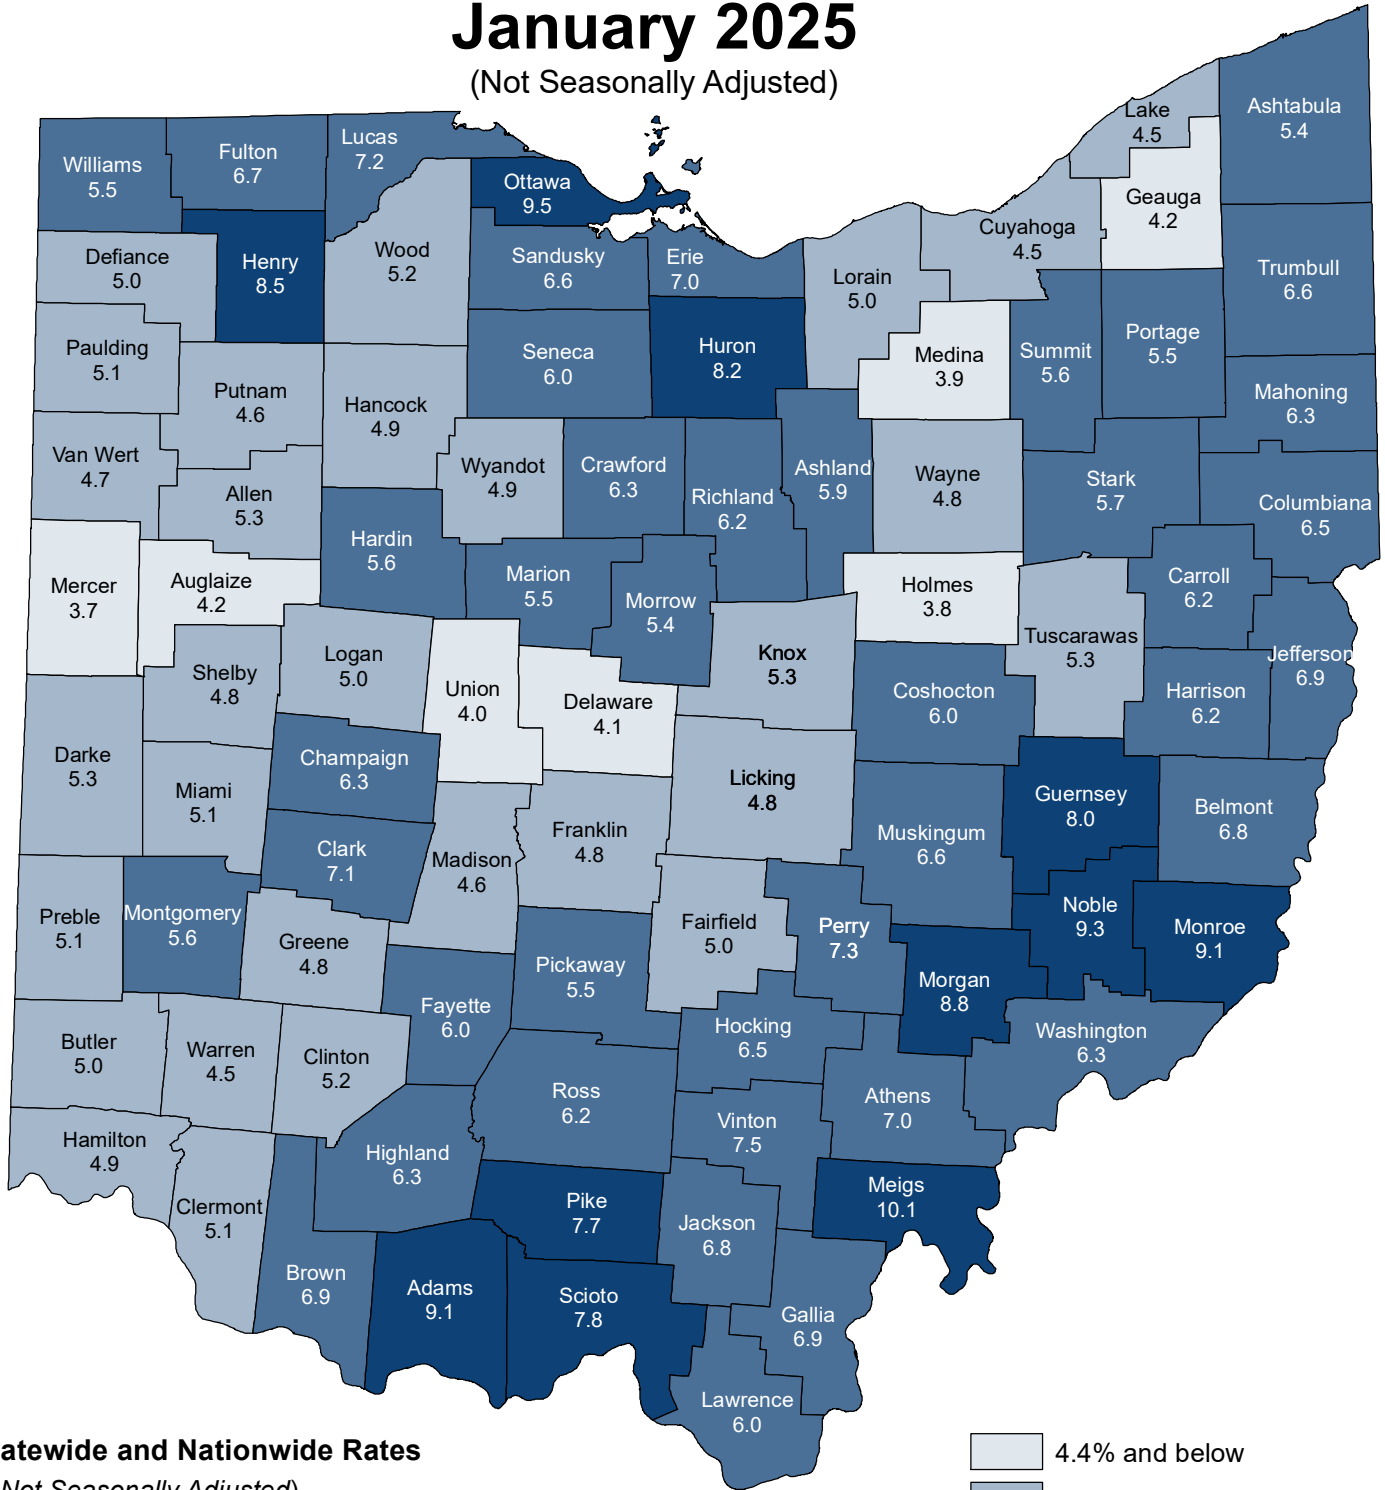 January 2025
(Not Seasonally Adjusted)
Williams
5.5
Fulton
6.7
Lucas
7.2
Ottawa
9.5
Lake
4.5
Ashtabula
5.4
Geauga
4.2
Cuyahoga
4.5
Defiance
5.0
Henry
8.5
Wood
5.2
Sandusky
6.6
Erie
7.0
Lorain
5.0
Trumbull
6.6
Paulding
5.1
Putnam
4.6
Hancock
4.9
Seneca
6.0
Huron
8.2
Medina
3.9
Summit
5.6
Portage
5.5
Mahoning
6.3
Van Wert
4.7
Allen
5.3
Wyandot
4.9
Crawford
6.3
Richland
6.2
Ashland
5.9
Wayne
4.8
Stark
5.7
Columbiana
6.5
Mercer
3.7
Auglaize
4.2
Hardin
5.6
Marion
5.5
Morrow
5.4
Holmes
3.8
Carroll
6.2
Tuscarawas
5.3
Jefferson
6.9
Shelby
4.8
Logan
5.0
Union
4.0
Delaware
4.1
Knox
5.3
Coshocton
6.0
Harrison
6.2
Darke
5.3
Miami
5.1
Champaign
6.3
Licking
4.8
Guernsey
8.0
Belmont
6.8
Clark
7.1
Madison
4.6
Franklin
4.8
Muskingum
6.6
Preble
5.1
Montgomery
5.6
Greene
4.8
Fairfield
5.0
Perry
7.3
Noble
9.3
Monroe
9.1
Pickaway
5.5
Fayette
6.0
Morgan
8.8
Hocking
6.5
Washington
6.3
Butler
5.0
Warren
4.5
Clinton
5.2
Ross
6.2
Athens
7.0
Vinton
7.5
Hamilton
4.9
Highland
6.3
Clermont
5.1
Pike
7.7
Meigs
10.1
Jackson
6.8
Brown
6.9
Adams
9.1
Scioto
7.8
Gallia
6.9
Lawrence
6.0
atewide and Nationwide Rates
Not Seasonally Adjusted)
4.4% and below